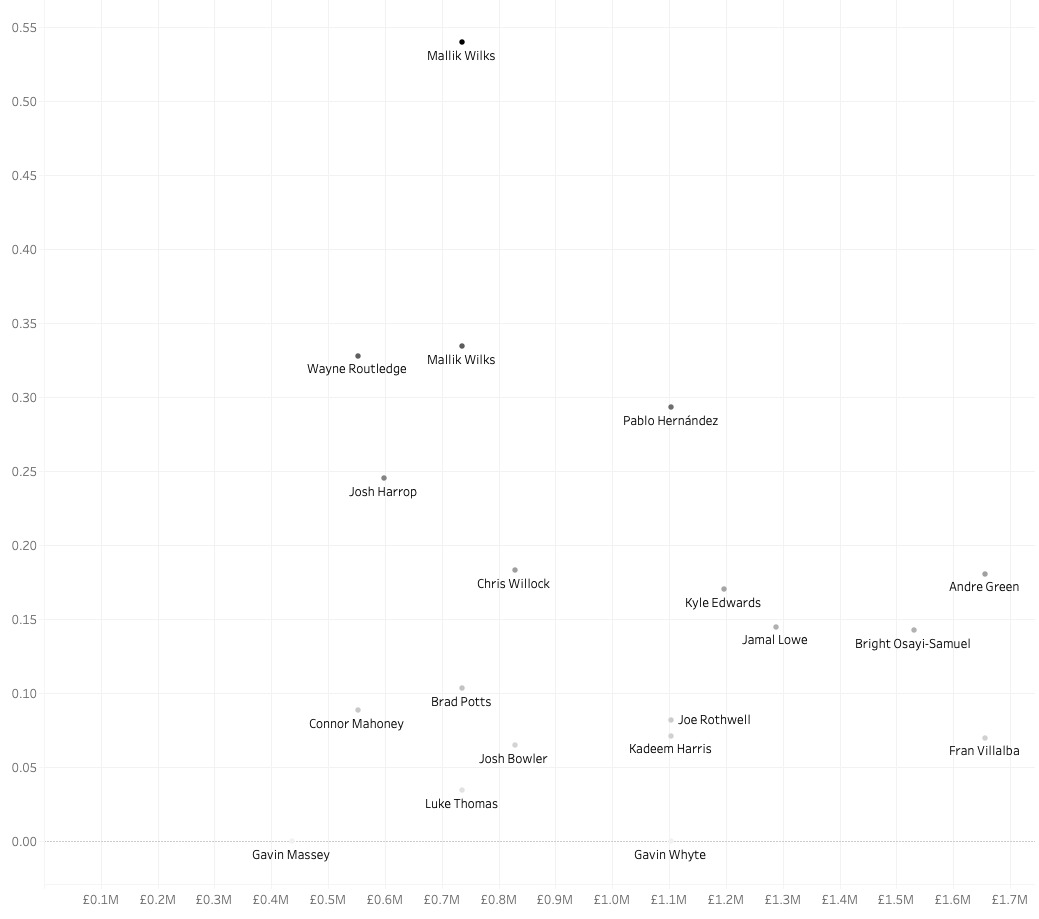 0.55
Mallik Wilks
0.50
0.45
0.40
0.35
Mallik Wilks
Wayne Routledge
0.30
Pablo Hernández
0.25
Josh Harrop
0.20
Chris Willock
Andre Green
Kyle Edwards
0.15
Jamal Lowe
Bright Osayi-Samuel
0.10
Brad Potts
Connor Mahoney
Joe Rothwell
Kadeem Harris
Fran Villalba
Josh Bowler
0.05
Luke Thomas
0.00
Gavin Massey
Gavin Whyte
£0.1M £0.2M £0.3M £0.4M £0.5M £0.6M £0.7M £0.8M £0.9M £1.0M £1.1M £1.2M £1.3M £1.4M £1.5M £1.6M £1.7M